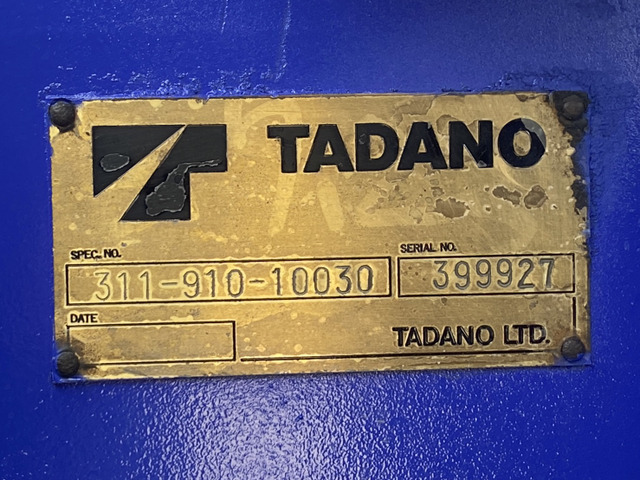 TADANO
SPEC. NO.
311-910-10030
SERIAL NO.
399927
DATE
TADANO LTD.